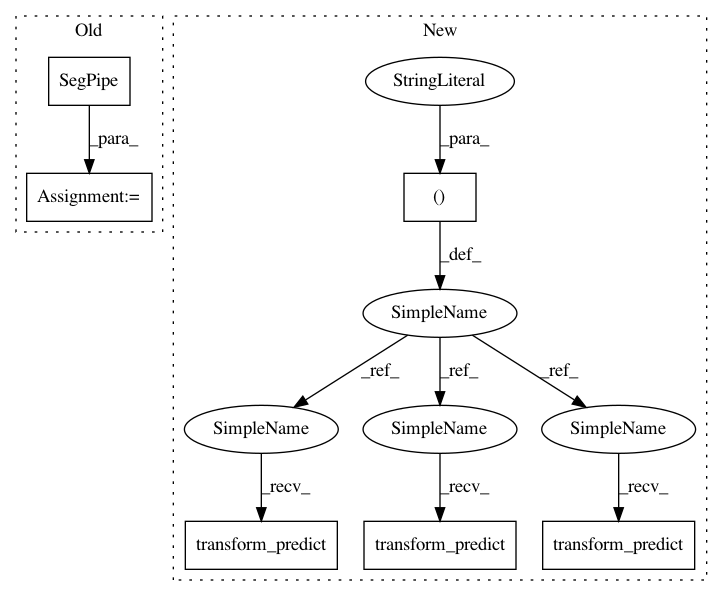 Old
New
SegPipe
StringLiteral
_para_
_para_
Assignment:=
()
_def_
SimpleName
_ref_
_ref_
_ref_
SimpleName
SimpleName
SimpleName
_recv_
_recv_
_recv_
transform_predict
transform_predict
transform_predict